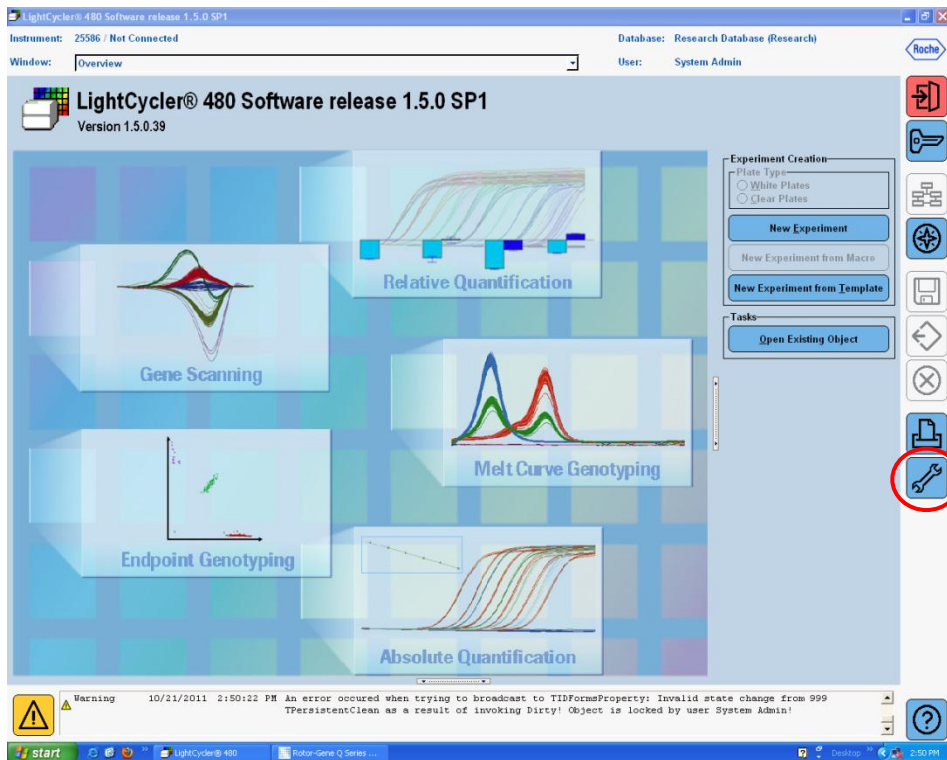 LightCycler® 480 Software release 1.5.0 SP1
Instrument: 25586 / Not Connected
Database: Research Database (Research)
Window: Overview
User: System Admin
Roche
LightCycler® 480 Software release 1.5.0 SP1
Version 1.5.0.39
Relative Quantification
Gene Scanning
Melt Curve Genotyping
Endpoint Genotyping
Absolute Quantification
Experiment Creation
Plate Type
White Plates
Clear Plates
New Experiment
New Experiment from Macro
New Experiment from Template
Tasks
Open Existing Object
Warning 10/21/2011 2:50:22 PM An error occured when trying to broadcast to TIDFormsProperty: Invalid state change from 999
TPersistentClean as a result of invoking Dirty! Object is locked by user System Admin!
start
LightCycler® 480
Rotor-Gene Q Series ...
Desktop
2:50 PM